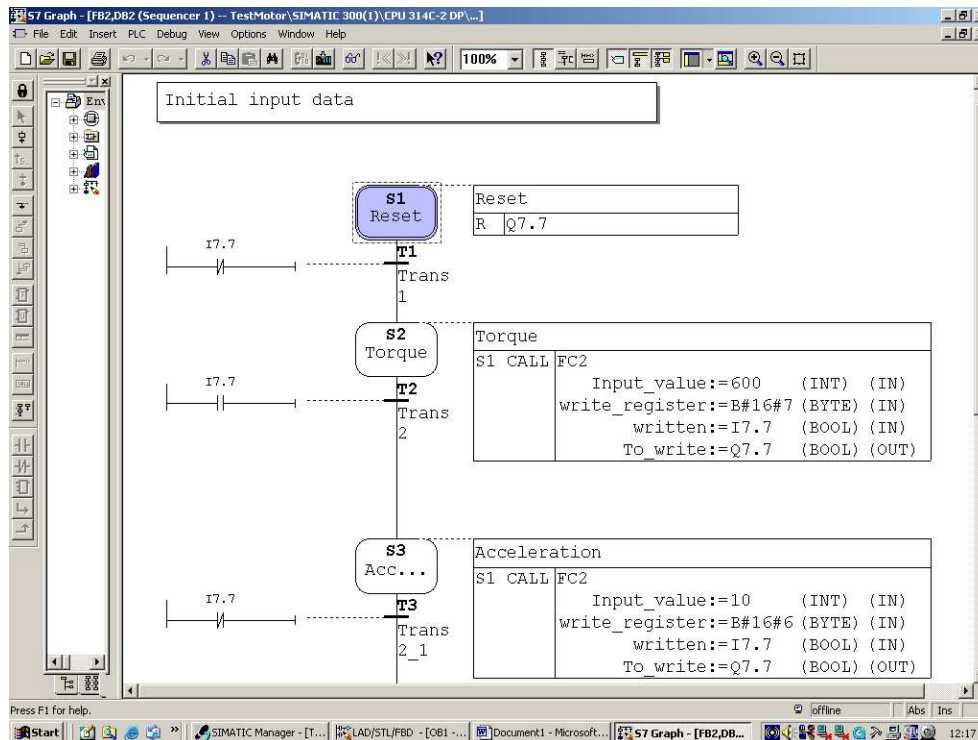 S7 Graph - [FB2,DB2 (Sequencer 1) -- TestMotor\SIMATIC 300(1)\CPU 314C-2 DP\...]
File Edit Insert PLC Debug View Options Window Help
100%
Initial input data
S1
Reset
Reset
R Q7.7
I7.7
T1
Trans
1
S2
Torque
Torque
S1 CALL FC2
Input_value:=600 (INT) (IN)
write_register:=B#16#7 (BYTE) (IN)
written:=I7.7 (BOOL) (IN)
To_write:=Q7.7 (BOOL) (OUT)
I7.7
T2
Trans
2
S3
Acc...
Acceleration
S1 CALL FC2
Input_value:=10 (INT) (IN)
write_register:=B#16#6 (BYTE) (IN)
written:=I7.7 (BOOL) (IN)
To_write:=Q7.7 (BOOL) (OUT)
I7.7
T3
Trans
2_1
Press F1 for help.
offline Abs Ins
Start
SIMATIC Manager - [T... LAD/STL/FBD - [OB1 -... Document1 - Microsoft... S7 Graph - [FB2,DB...
12:17